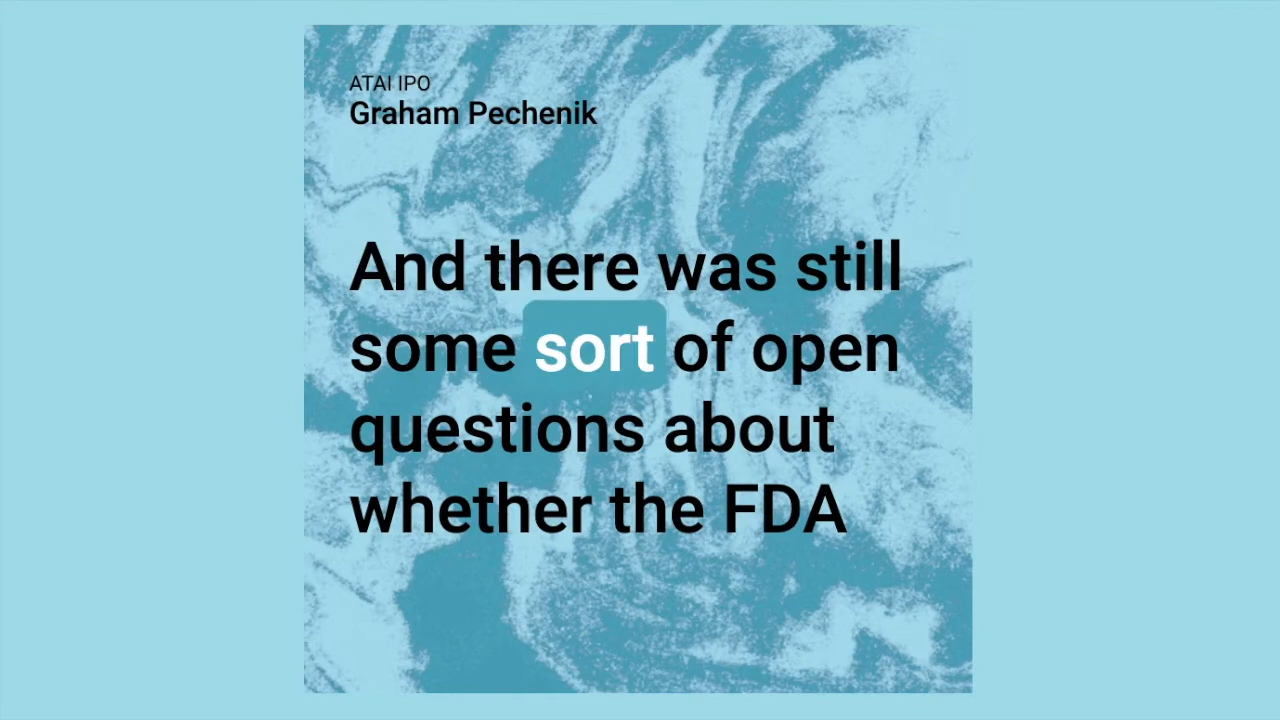 ATAI IPO
Graham Pechenik
And there was still
some sort of open
questions about
whether the FDA